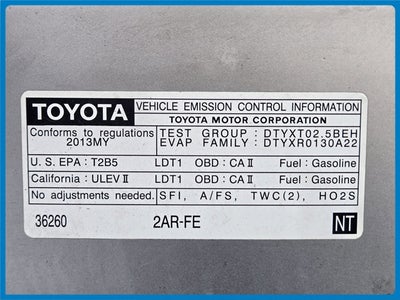 TOYOTA VEHICLE EMISSION CONTROL INFORMATION
TOYOTA MOTOR CORPORATION
Conforms to regulations TEST GROUP : DTYXT02.5BEH
2013MY EVAP FAMILY : DTYXR0130A22
U.S. EPA : T2B5 LDT1 OBD : CA II Fuel : Gasoline
California : ULEV II LDT1 OBD : CA II Fuel : Gasoline
No adjustments needed. SFI, A/FS, TWC(2), HO2S
36260 2AR-FE NT